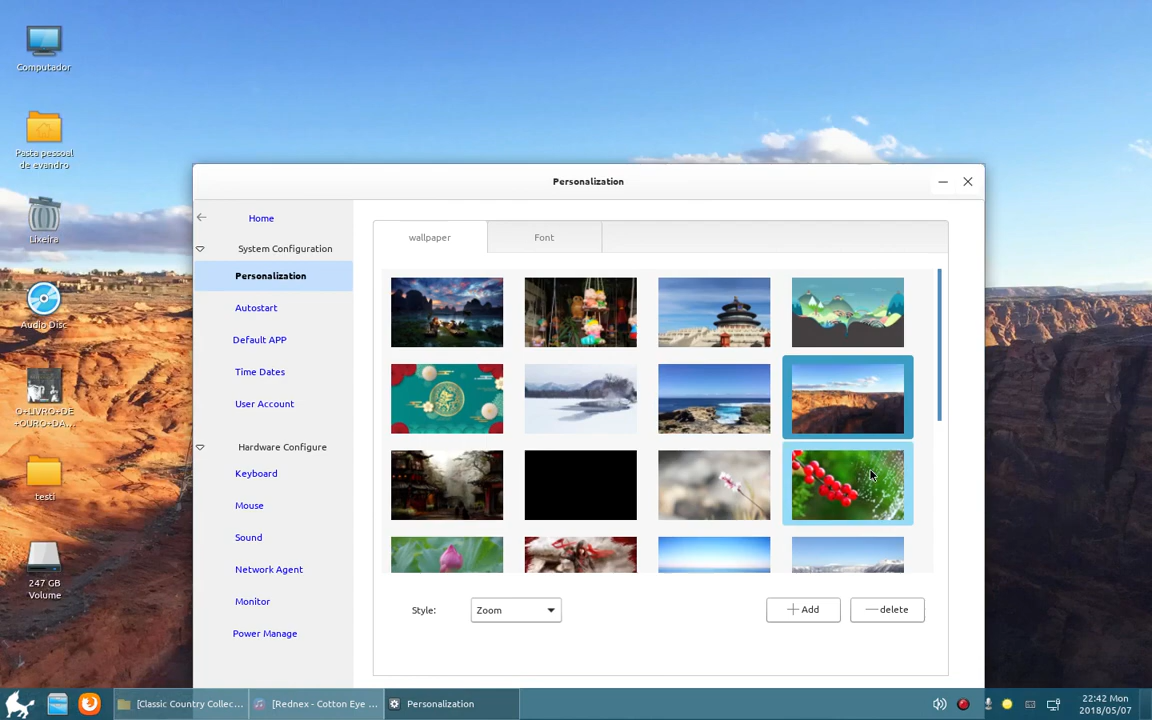 Computador
Pasta pessoal
de evandro
Lixeira
Audio Disc
O+LIVRO+DE
+OURO+DA...
testi
247 GB
Volume
Personalization
Home
System Configuration
Personalization
Autostart
Default APP
Time Dates
User Account
Hardware Configure
Keyboard
Mouse
Sound
Network Agent
Monitor
Power Manage
wallpaper
Font
Style:
Zoom
Add
delete
[Classic Country Collec...
[Rednex - Cotton Eye ...
Personalization
22:42 Mon
2018/05/07